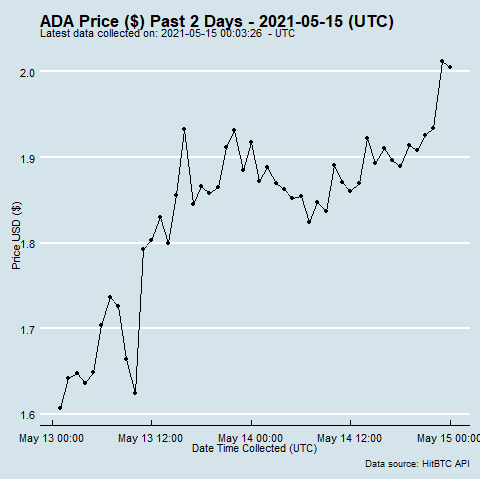 ADA Price ($) Past 2 Days - 2021-05-15 (UTC)
Latest data collected on: 2021-05-15 00:03:26  - UTC
2.0
1.9
1.8
1.7
1.6
Price USD ($)
May 13 00:00 May 13 12:00 May 14 00:00 May 14 12:00 May 15 00:00
Date Time Collected (UTC)
Data source: HitBTC API